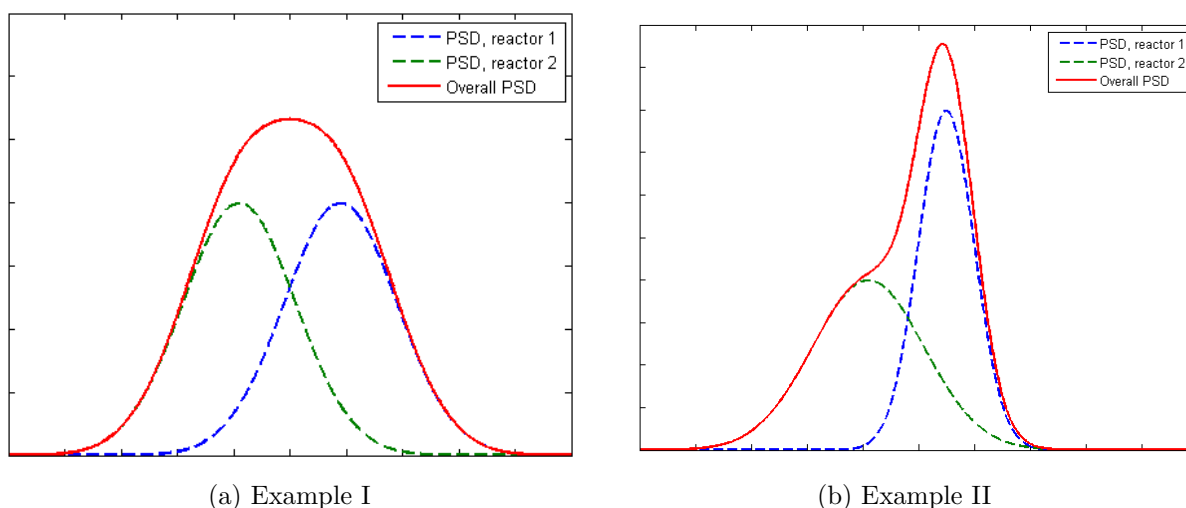 PSD, reactor 1
PSD, reactor 2
Overall PSD
PSD, reactor 1
PSD, reactor 2
Overall PSD
(a) Example I
(b) Example II